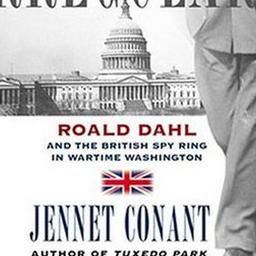 ROALD DAHL
AND THE BRITISH SPY RING
IN WARTIME WASHINGTON
JENNET CONANT
AUTHOR OF TUXEDO PARK